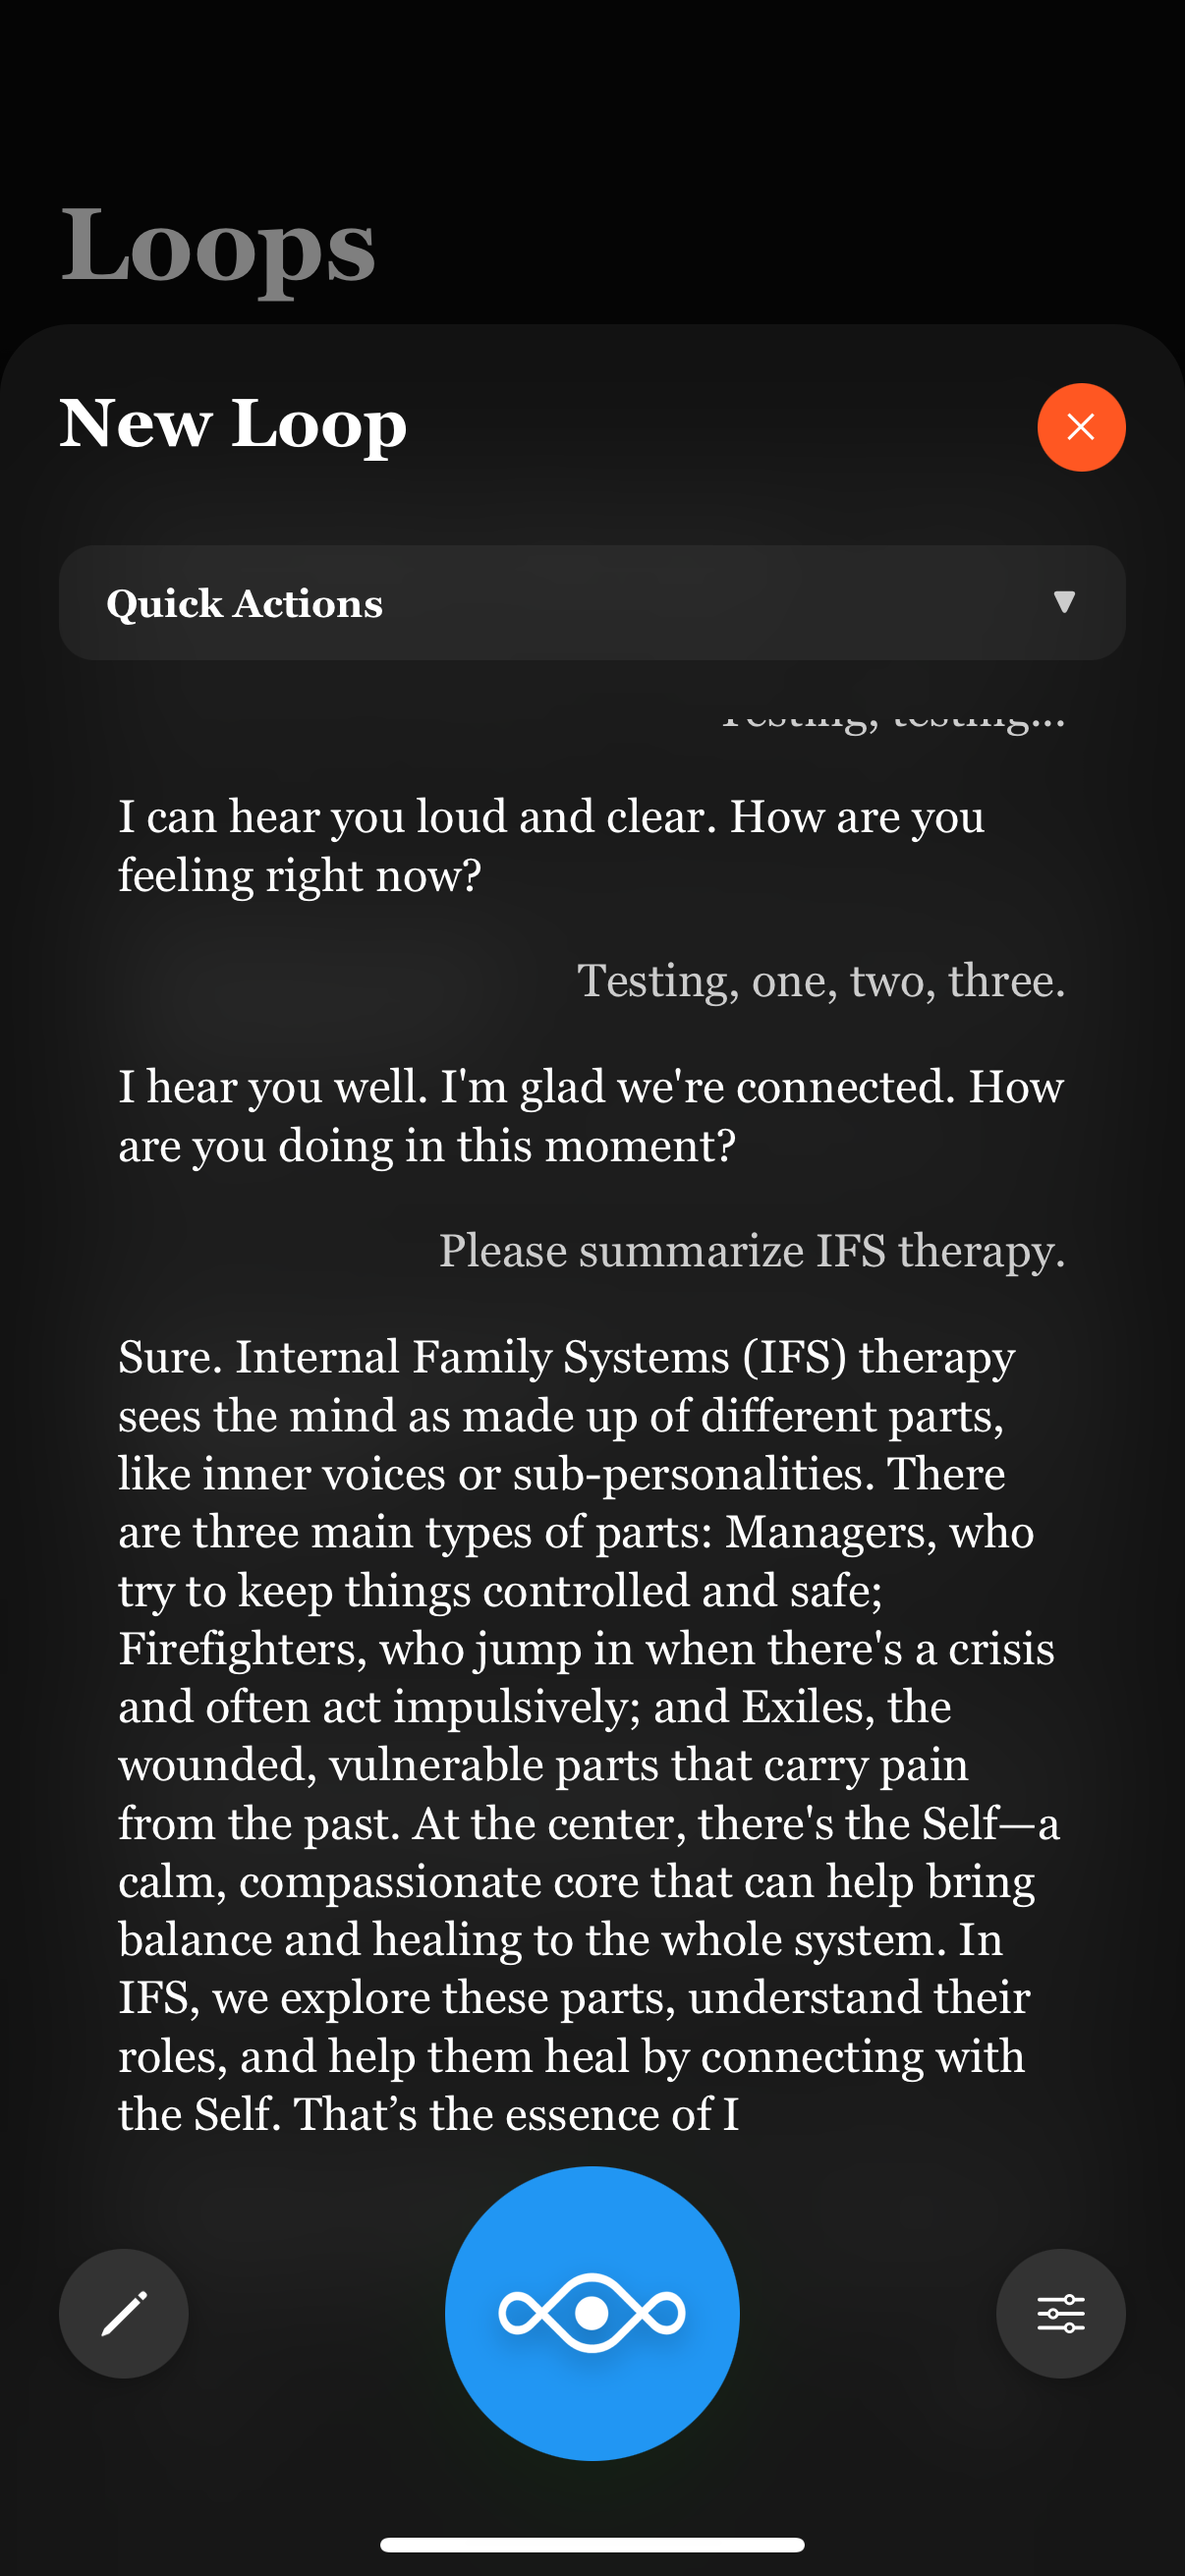 Loops
New Loop
Quick Actions
Testing, testing...
I can hear you loud and clear. How are you
feeling right now?
Testing, one, two, three.
I hear you well. I'm glad we're connected. How
are you doing in this moment?
Please summarize IFS therapy.
Sure. Internal Family Systems (IFS) therapy
sees the mind as made up of different parts,
like inner voices or sub-personalities. There
are three main types of parts: Managers, who
try to keep things controlled and safe;
Firefighters, who jump in when there's a crisis
and often act impulsively; and Exiles, the
wounded, vulnerable parts that carry pain
from the past. At the center, there's the Self—a
calm, compassionate core that can help bring
balance and healing to the whole system. In
IFS, we explore these parts, understand their
roles, and help them heal by connecting with
the Self. That’s the essence of I